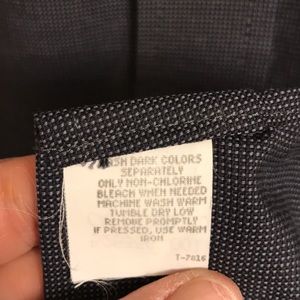 WASH DARK COLORS
SEPARATELY
ONLY NON-CHLORINE
BLEACH WHEN NEEDED
MACHINE WASH WARM
TUMBLE DRY LOW
REMOVE PROMPTLY
IF PRESSED, USE WARM
IRON
T-7816